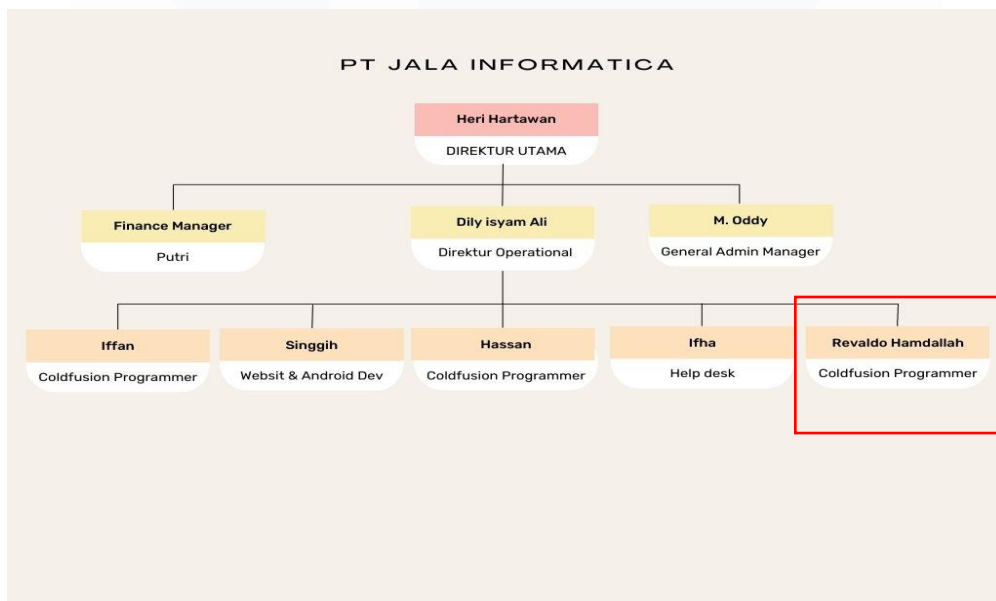 PT JALA INFORMATICA
Heri Hartawan
DIREKTUR UTAMA
Finance Manager
Putri
Dily isyam Ali
Direktur Operational
M. Oddy
General Admin Manager
Iffan
Coldfusion Programmer
Singgih
Websit & Android Dev
Hassan
Coldfusion Programmer
Ifha
Help desk
Revaldo Hamdallah
Coldfusion Programmer